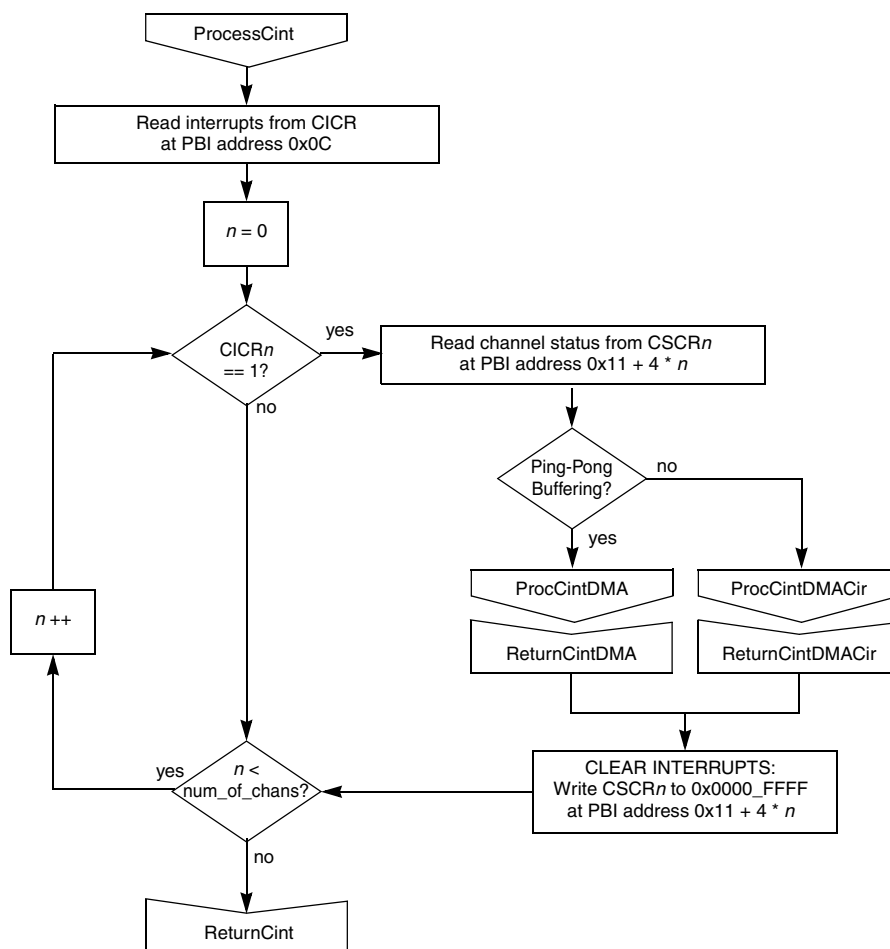 ProcessCint
Read interrupts from CICR
at PBI address 0x0C
n = 0
CICRn
== 1?
yes
no
Read channel status from CSCRn
at PBI address 0x11 + 4 * n
Ping-Pong
Buffering?
no
yes
ProcCintDMA
ProcCintDMACir
n ++
ReturnCintDMA
ReturnCintDMACir
CLEAR INTERRUPTS:
Write CSCRn to 0x0000_FFFF
at PBI address 0x11 + 4 * n
yes
n <
num_of_chans?
no
ReturnCint